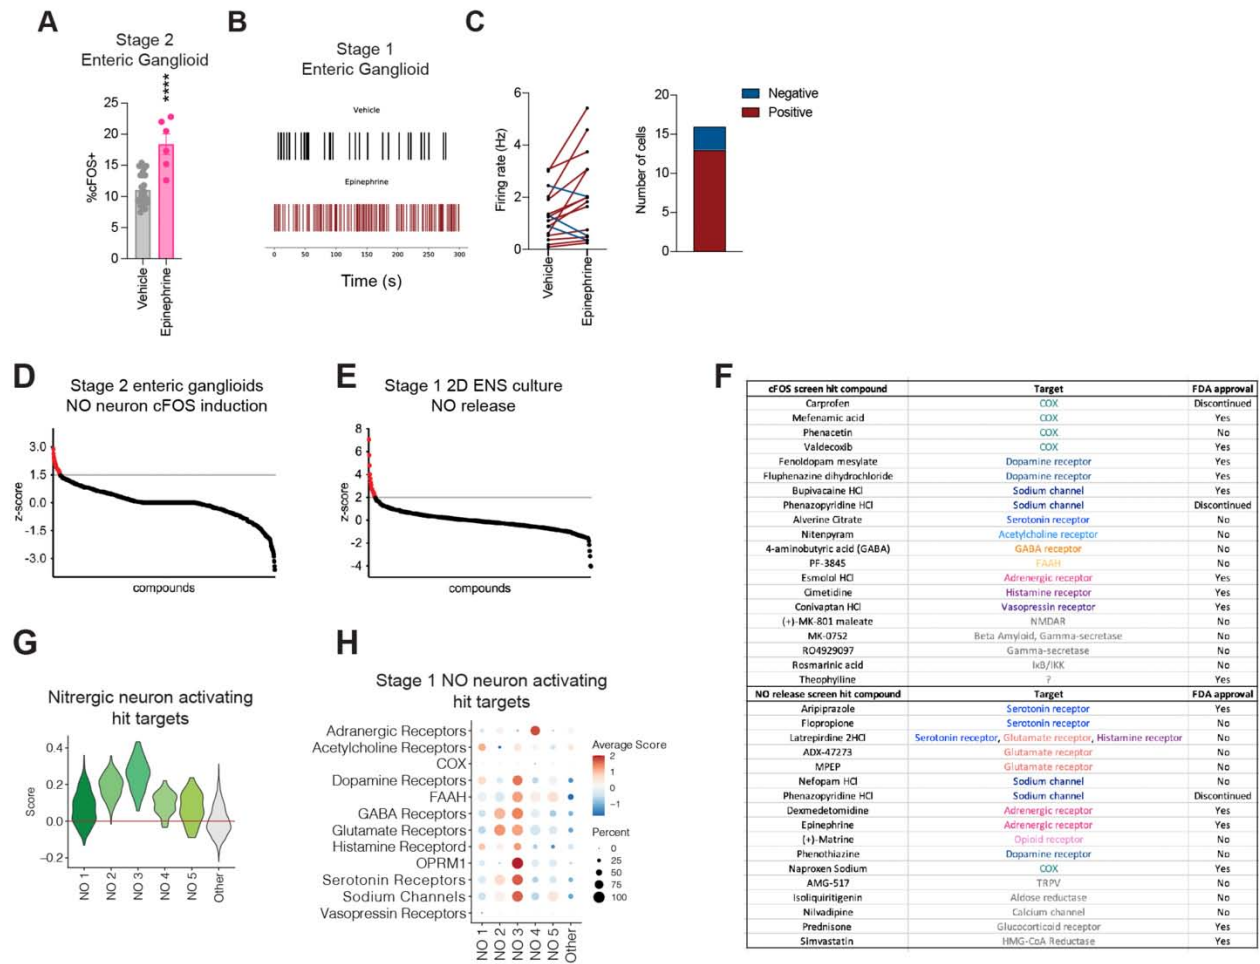 A
Stage 2
Enteric Ganglioid
****
25
20
15
10
5
0
%cFOS+
Vehicle
Epinephrine
B
Stage 1
Enteric Ganglioid
Vehicle
Epinephrine
0 50 100 150 200 250 300
Time (s)
C
6
4
2
0
Firing rate (Hz)
Vehicle
Epinephrine
20
15
10
5
0
Number of cells
Negative
Positive
D
Stage 2 enteric ganglioids
NO neuron cFOS induction
3.0
1.5
0.0
-1.5
-3.0
z-score
compounds
E
Stage 1 2D ENS culture
NO release
8
6
4
2
0
-2
-4
z-score
compounds
F
cFOS screen hit compound Target FDA approval
Carprofen COX Discontinued
Mefenamic acid COX Yes
Phenacetin COX No
Valdecoxib COX Yes
Fenoldopam mesylate Dopamine receptor Yes
Fluphenazine dihydrochloride Dopamine receptor Yes
Bupivacaine HCl Sodium channel Yes
Phenazopyridine HCl Sodium channel Discontinued
Alverine Citrate Serotonin receptor No
Nitenpyram Acetylcholine receptor No
4-aminobutyric acid (GABA) GABA receptor No
PF-3845 FAAH No
Esmolol HCl Adrenergic receptor Yes
Cimetidine Histamine receptor Yes
Conivaptan HCl Vasopressin receptor Yes
(+)-MK-801 maleate NMDAR No
MK-0752 Beta Amyloid, Gamma-secretase No
RO4929097 Gamma-secretase No
Rosmarinic acid IκB/IKK No
Theophylline ? Yes
NO release screen hit compound Target FDA approval
Aripiprazole Serotonin receptor Yes
Flopropione Serotonin receptor No
Latrepirdine 2HCl Serotonin receptor, Glutamate receptor, Histamine receptor No
ADX-47273 Glutamate receptor No
MPEP Glutamate receptor No
Nefopam HCl Sodium channel No
Phenazopyridine HCl Sodium channel Discontinued
Dexmedetomidine Adrenergic receptor Yes
Epinephrine Adrenergic receptor Yes
(+)-Matrine Opioid receptor No
Phenothiazine Dopamine receptor No
Naproxen Sodium COX Yes
AMG-517 TRPV No
Isoliquiritigenin Aldose reductase No
Nilvadipine Calcium channel No
Prednisone Glucocorticoid receptor Yes
Simvastatin HMG-CoA Reductase Yes
G
Nitrergic neuron activating
hit targets
0.4
0.2
0.0
-0.2
Score
NO 1
NO 2
NO 3
NO 4
NO 5
Other
H
Stage 1 NO neuron activating
hit targets
Adranergic Receptors
Acetylcholine Receptors
COX
Dopamine Receptors
FAAH
GABA Receptors
Glutamate Receptors
Histamine Receptord
OPRM1
Serotonin Receptors
Sodium Channels
Vasopressin Receptors
NO 1
NO 2
NO 3
NO 4
NO 5
Other
Average Score
2
1
0
-1
Percent
0
25
50
75
100